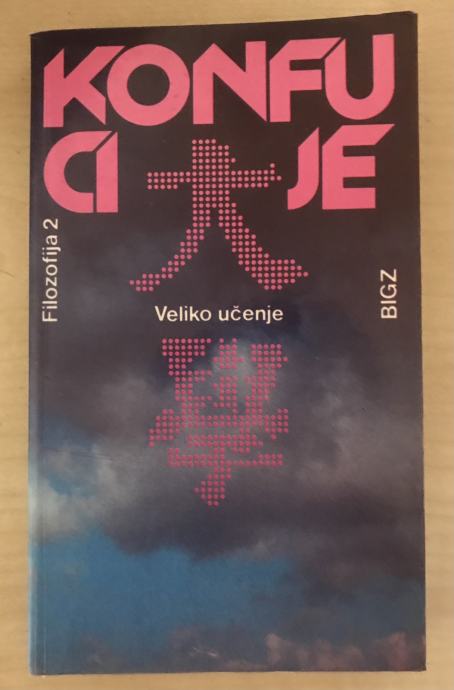 KONFU
CI JE
大
Filozofija 2
Veliko učenje
BIGZ
學